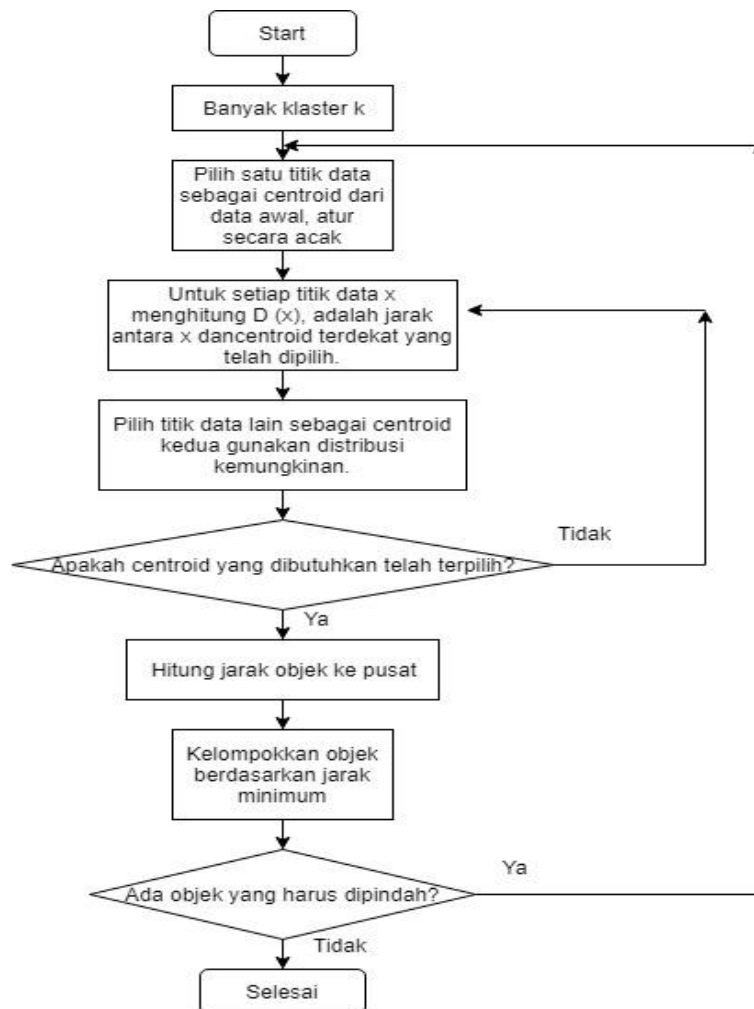 Start
Banyak klaster k
Pilih satu titik data
sebagai centroid dari
data awal, atur
secara acak
Untuk setiap titik data x
menghitung D (x), adalah jarak
antara x dancentroid terdekat yang
telah dipilih.
Pilih titik data lain sebagai centroid
kedua gunakan distribusi
kemungkinan.
Tidak
Apakah centroid yang dibutuhkan telah terpilih?
Ya
Hitung jarak objek ke pusat
Kelompokkan objek
berdasarkan jarak
minimum
Ya
Ada objek yang harus dipindah?
Tidak
Selesai